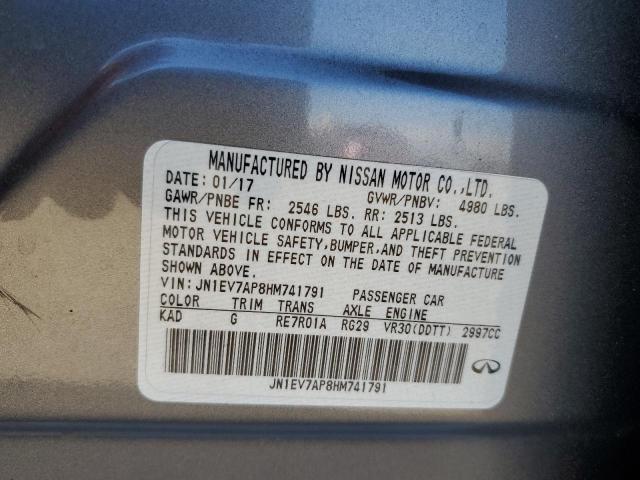 MANUFACTURED BY NISSAN MOTOR CO.,LTD.
DATE: 01/17 GVWR/PNBV: 4980 LBS.
GAWR/PNBE FR: 2546 LBS. RR: 2513 LBS.
THIS VEHICLE CONFORMS TO ALL APPLICABLE FEDERAL
MOTOR VEHICLE SAFETY,BUMPER,AND THEFT PREVENTION
STANDARDS IN EFFECT ON THE DATE OF MANUFACTURE
SHOWN ABOVE.
VIN: JN1EV7AP8HM741791 PASSENGER CAR
COLOR TRIM TRANS AXLE ENGINE
KAD G RE7R01A RG29 VR30(DDTT) 2997CC
JN1EV7AP8HM741791